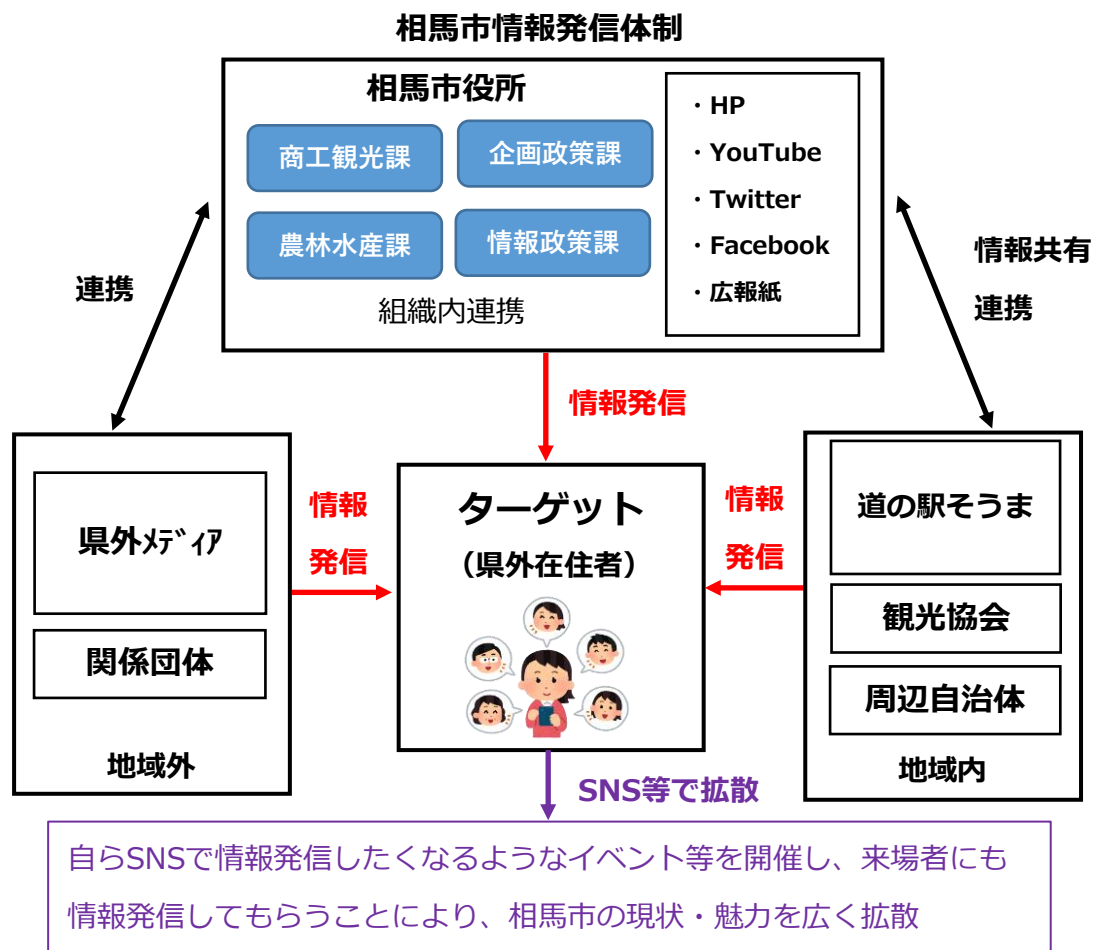 相馬市情報発信体制
相馬市役所
商工観光課
企画政策課
農林水産課
情報政策課
組織内連携
・HP
・YouTube
・Twitter
・Facebook
・広報紙
連携
情報共有
連携
情報発信
県外ﾒﾃﾞｨｱ
関係団体
地域外
情報
発信
ターゲット
（県外在住者）
情報
発信
道の駅そうま
観光協会
周辺自治体
地域内
SNS等で拡散
自らSNSで情報発信したくなるようなイベント等を開催し、来場者にも
情報発信してもらうことにより、相馬市の現状・魅力を広く拡散